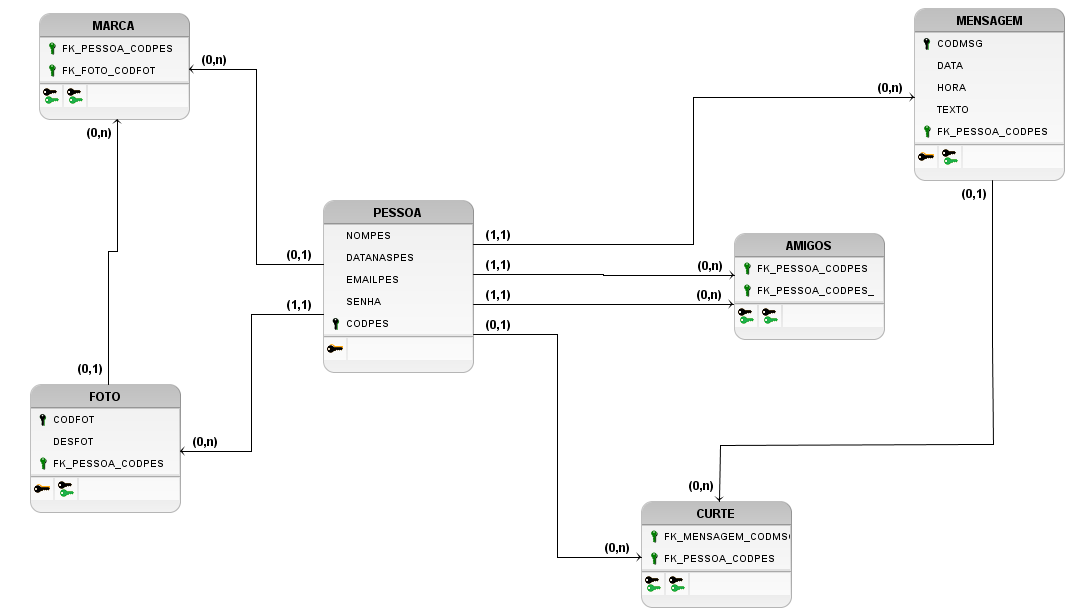 MARCA
FK_PESSOA_CODPES
FK_FOTO_CODFOT
(0,n)
(0,n)
MENSAGEM
CODMSG
DATA
HORA
TEXTO
FK_PESSOA_CODPES
(0,n)
(0,1)
PESSOA
NOMPES
DATANASPES
EMAILPES
SENHA
CODPES
(0,1)
(1,1)
(1,1)
(1,1)
(1,1)
(0,1)
AMIGOS
FK_PESSOA_CODPES
FK_PESSOA_CODPES_
(0,n)
(0,n)
(0,1)
FOTO
CODFOT
DESFOT
FK_PESSOA_CODPES
(0,n)
(0,n)
CURTE
FK_MENSAGEM_CODMS
FK_PESSOA_CODPES
(0,n)